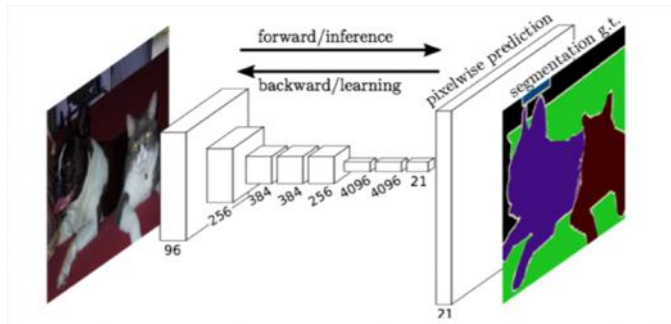 forward/inference
backward/learning
pixelwise prediction
segmentation g.t.
96
256
384
384
256
4096
4096
21
21